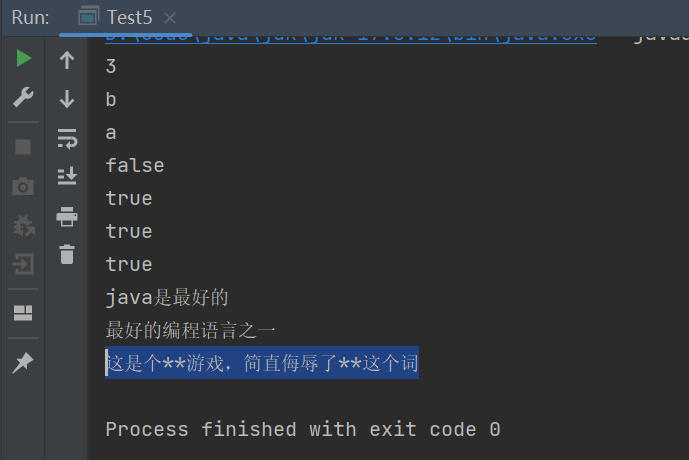 Run: Test5
3
b
a
false
true
true
true
java是最好的
最好的编程语言之一
这是个**游戏，简直侮辱了**这个词
Process finished with exit code 0